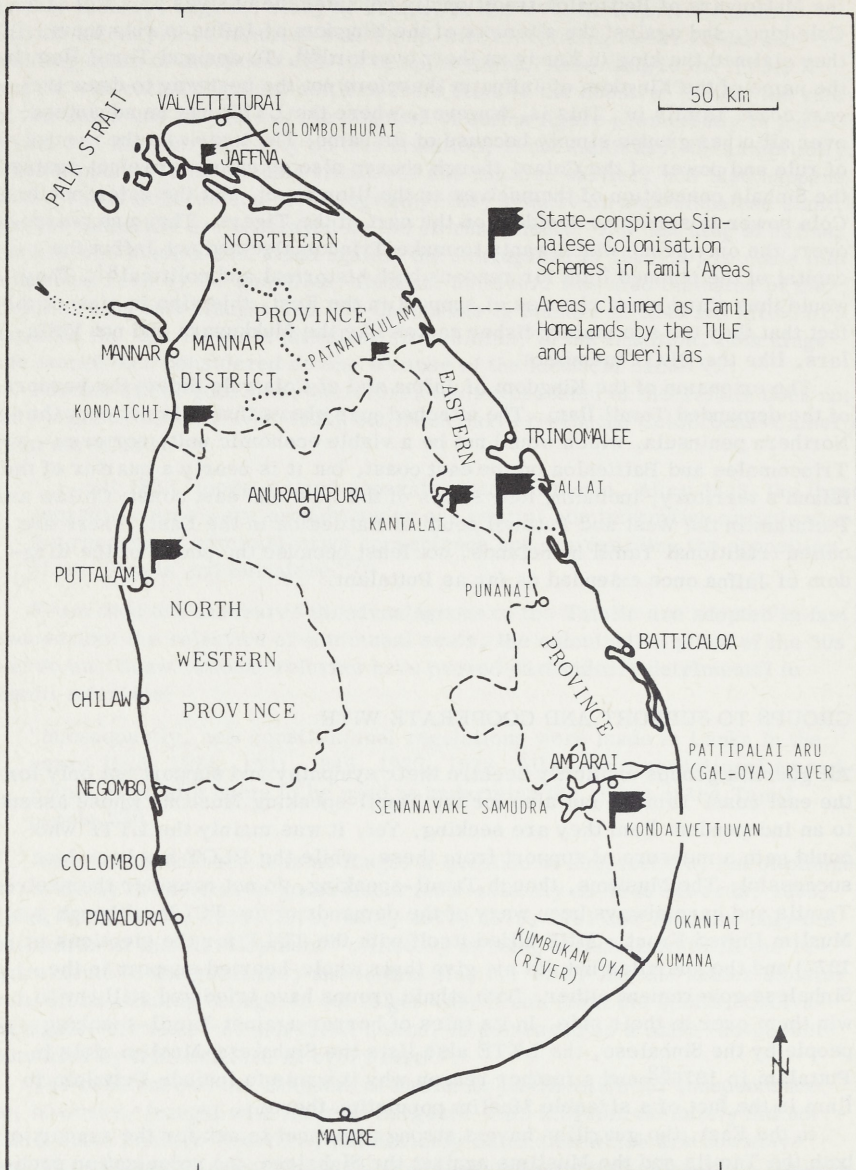 PALK STRAIT
VALVETTITURAI
COLOMBOTHURAI
JAFFNA
50 Km
NORTHERN
PROVINCE
State-conspired Sin-
halese Colonisation
Schemes in Tamil Areas
Areas claimed as Tamil
Homelands by the TULF
and the guerillas
PATNAVIKULAM
MANNAR
MANNAR
DISTRICT
KONDAICHI
EASTERN
TRINCOMALEE
ANURADHAPURA
KANTALAI
ALLAI
PUTTALAM
PUNANAI
NORTH
WESTERN
PROVINCE
PROVINCE
BATTICALOA
CHILAW
AMPARAI
PATTIPALAI ARU
(GAL-OYA) RIVER
NEGOMBO
SENANAYAKE SAMUDRA
KONDAIVETTUVAN
COLOMBO
PANADURA
OKANTAI
KUMBUKAN OYA
(RIVER)
KUMANA
N
MATARE